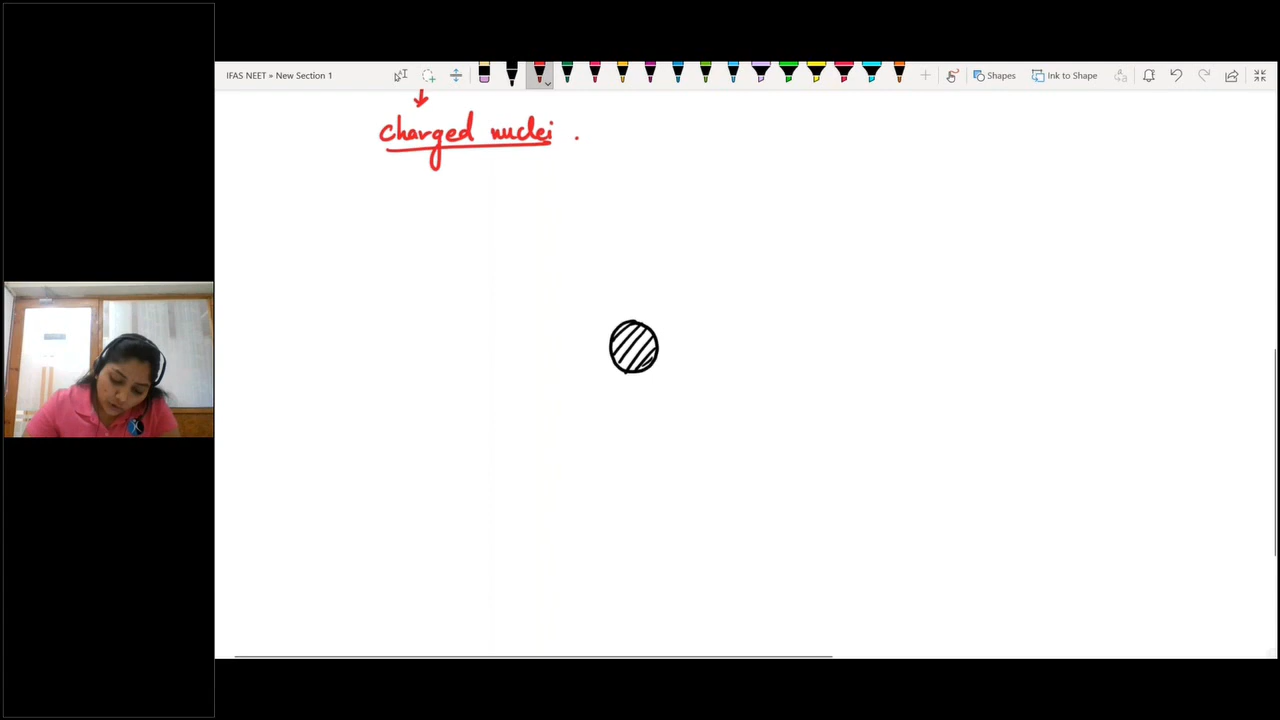 IFAS NEET » New Section 1
Shapes
Ink to Shape
charged nuclei .